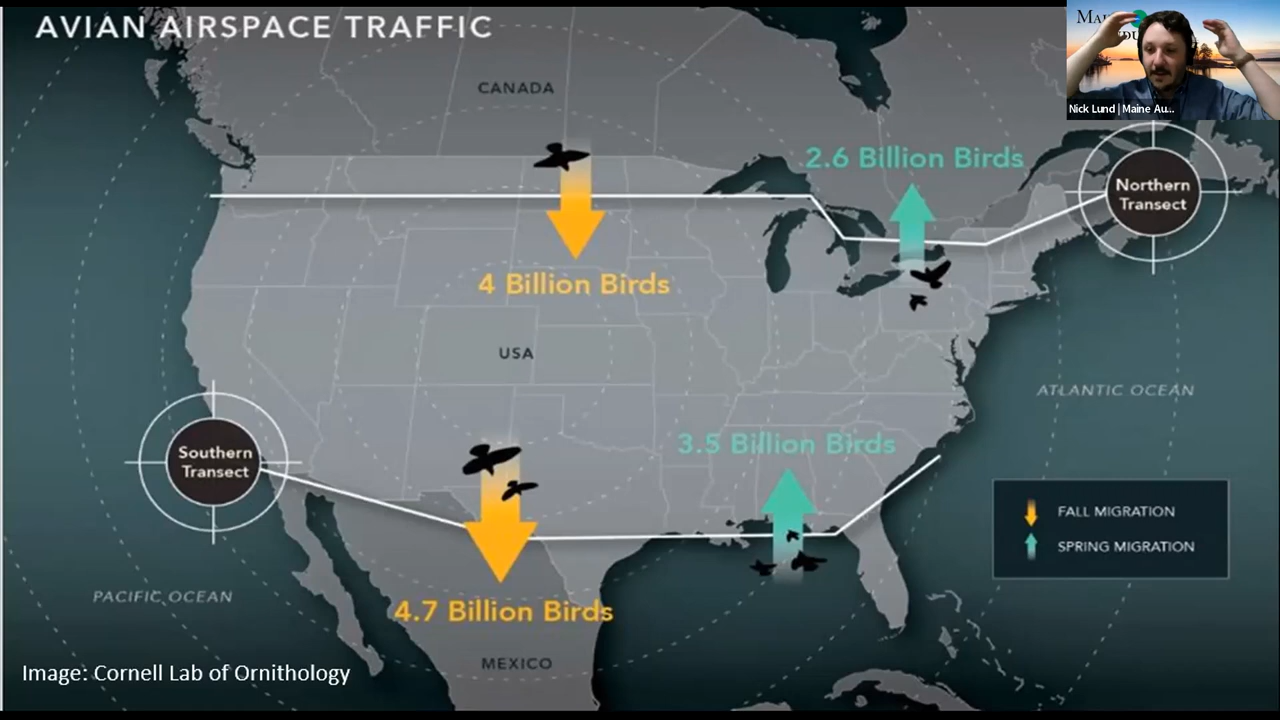 AVIAN AIRSPACE TRAFFIC
Nick Lund | Maine Au...
CANADA
2.6 Billion Birds
Northern
Transect
4 Billion Birds
USA
ATLANTIC OCEAN
3.5 Billion Birds
Southern
Transect
FALL MIGRATION
SPRING MIGRATION
PACIFIC OCEAN
4.7 Billion Birds
MEXICO
Image: Cornell Lab of Ornithology